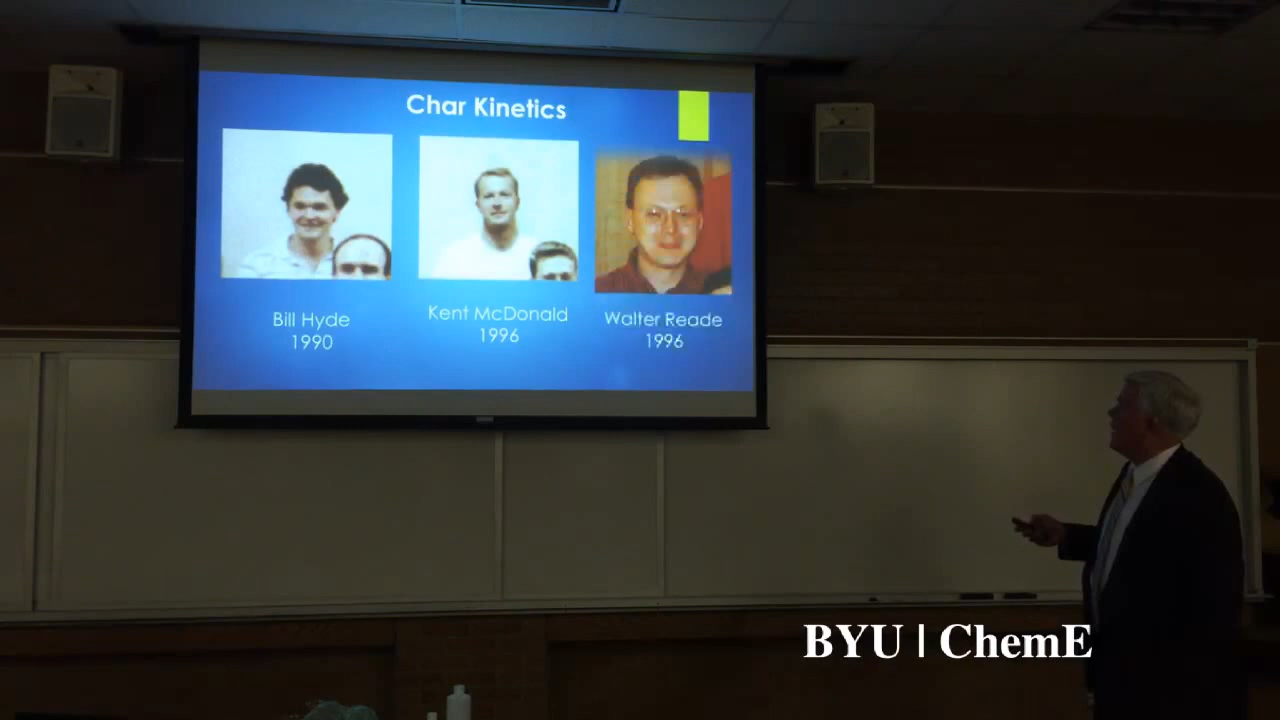 Char Kinetics
Bill Hyde
1990
Kent McDonald
1996
Walter Reade
1996
BYU | ChemE